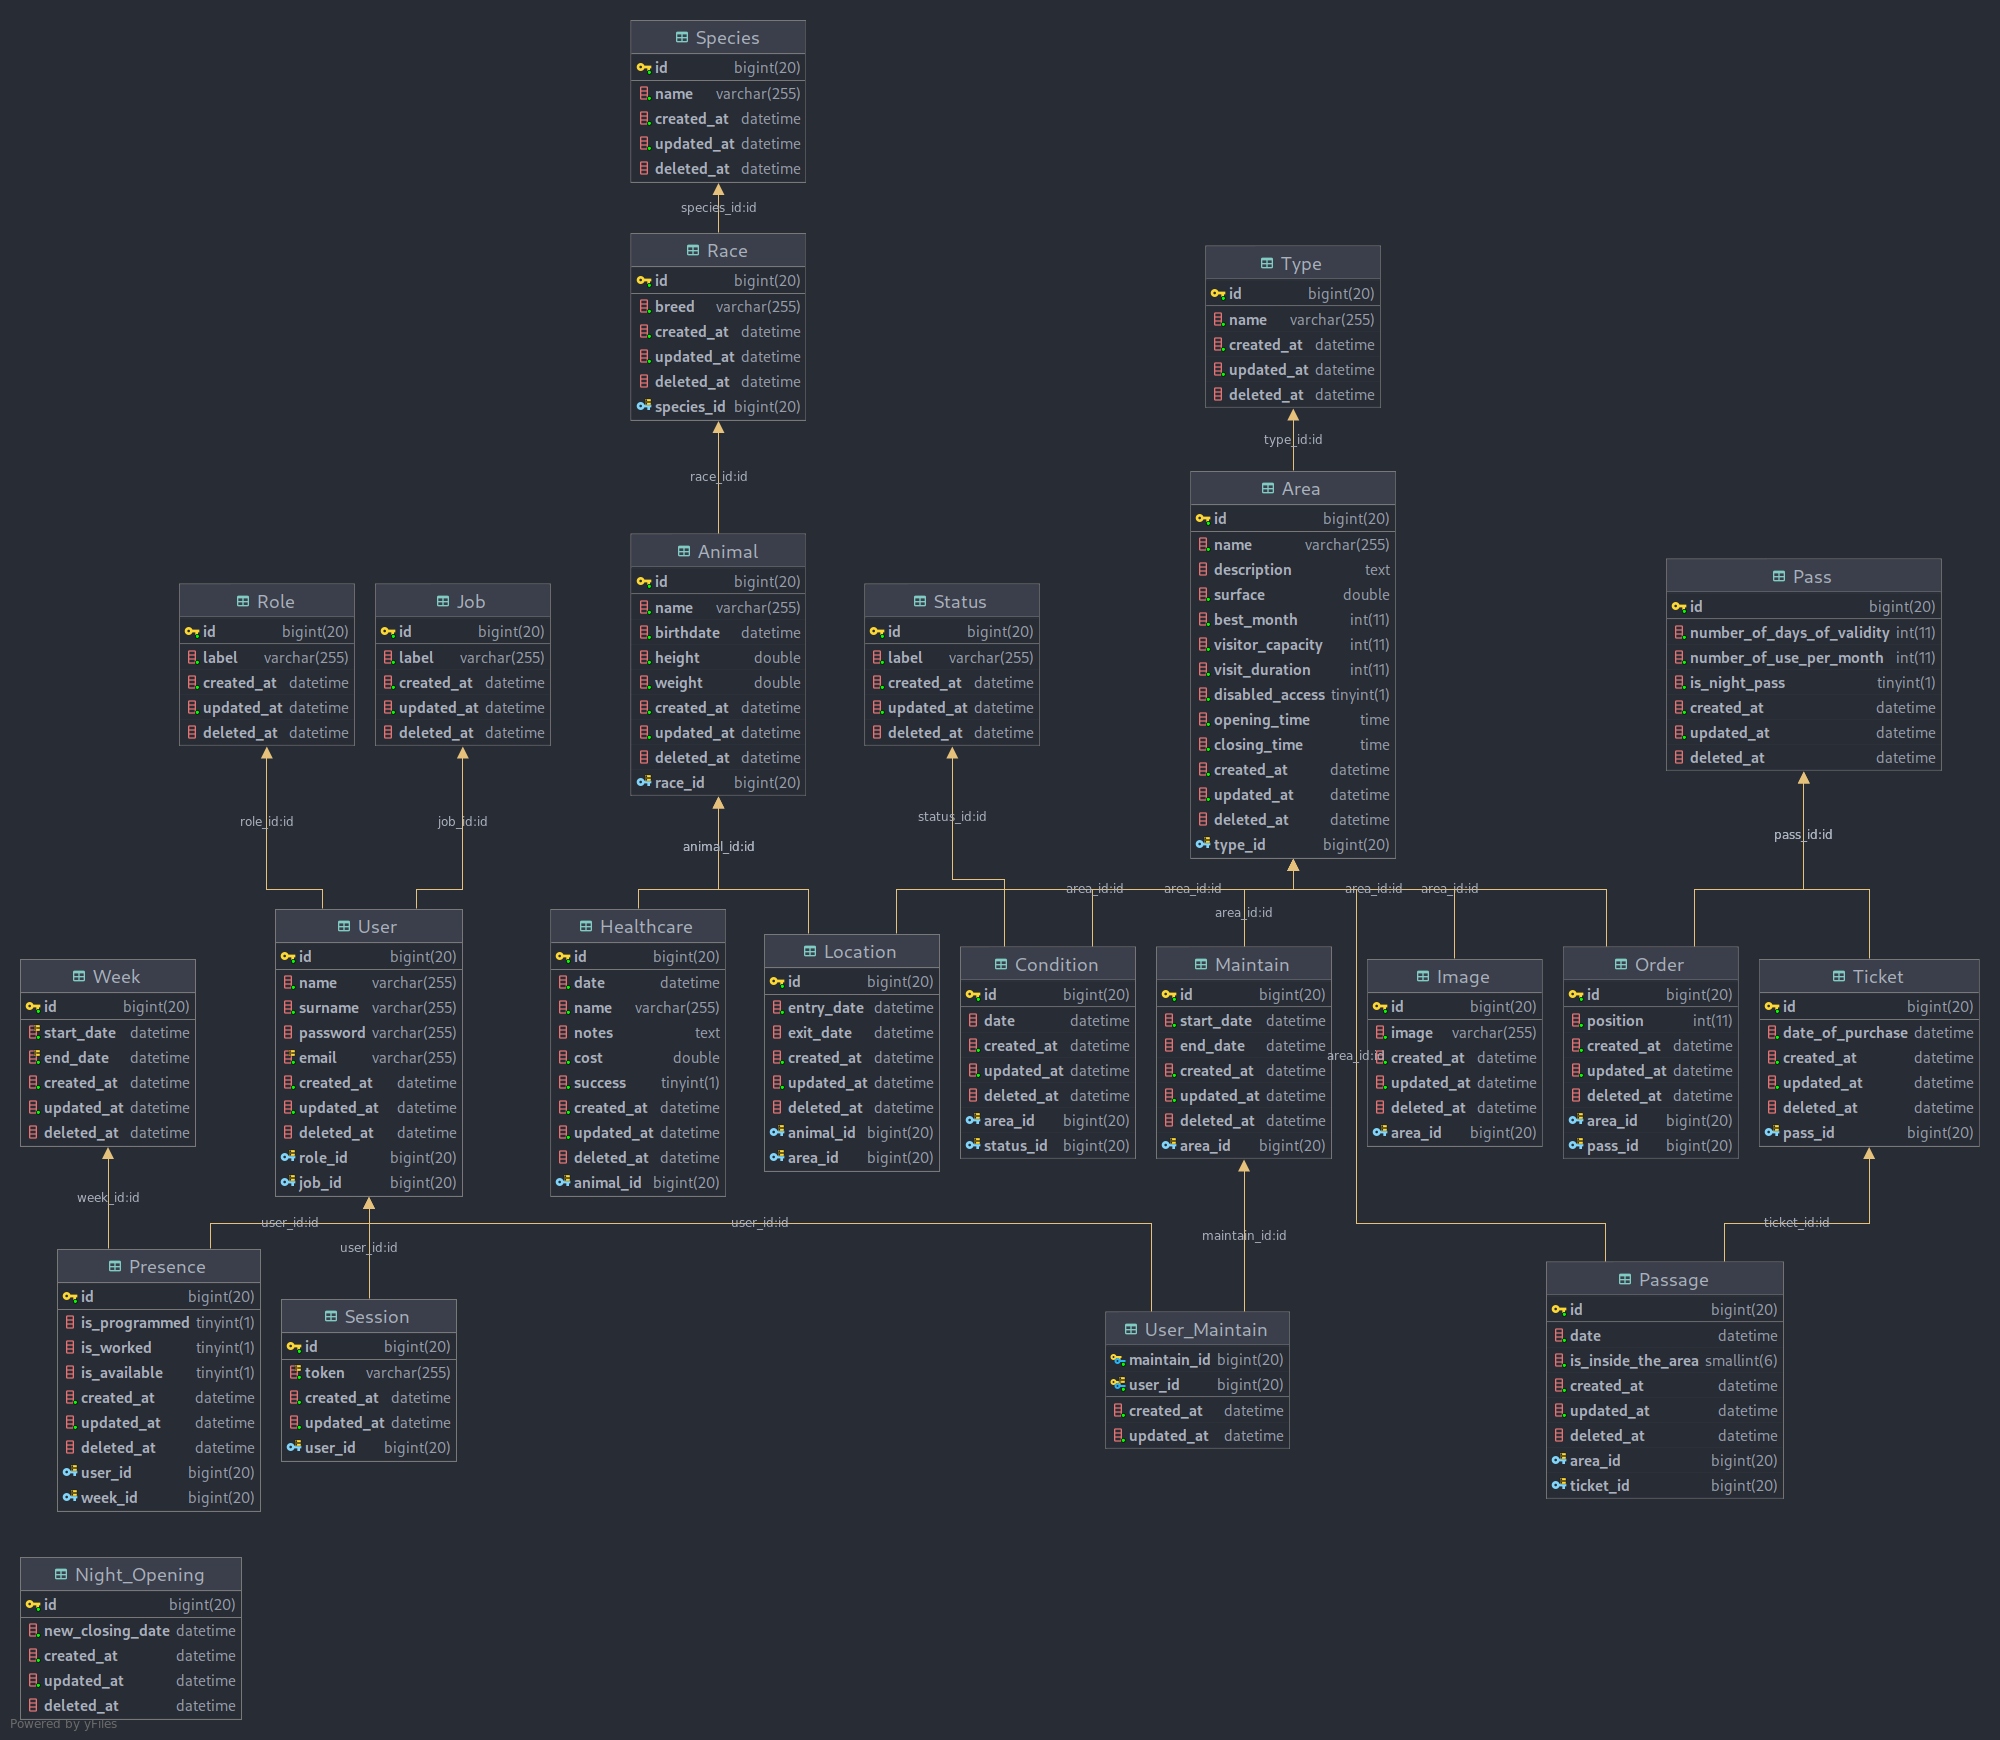 Species
id bigint(20)
name varchar(255)
created_at datetime
updated_at datetime
deleted_at datetime
species_id:id
Race
id bigint(20)
breed varchar(255)
created_at datetime
updated_at datetime
deleted_at datetime
species_id bigint(20)
race_id:id
Type
id bigint(20)
name varchar(255)
created_at datetime
updated_at datetime
deleted_at datetime
type_id:id
Area
id bigint(20)
name varchar(255)
description text
surface double
best_month int(11)
visitor_capacity int(11)
visit_duration int(11)
disabled_access tinyint(1)
opening_time time
closing_time time
created_at datetime
updated_at datetime
deleted_at datetime
type_id bigint(20)
Animal
id bigint(20)
name varchar(255)
birthdate datetime
height double
weight double
created_at datetime
updated_at datetime
deleted_at datetime
race_id bigint(20)
animal_id:id
Role
id bigint(20)
label varchar(255)
created_at datetime
updated_at datetime
deleted_at datetime
role_id:id
Job
id bigint(20)
label varchar(255)
created_at datetime
updated_at datetime
deleted_at datetime
job_id:id
Status
id bigint(20)
label varchar(255)
created_at datetime
updated_at datetime
deleted_at datetime
status_id:id
Pass
id bigint(20)
number_of_days_of_validity int(11)
number_of_use_per_month int(11)
is_night_pass tinyint(1)
created_at datetime
updated_at datetime
deleted_at datetime
pass_id:id
area_id:id
area_id:id
area_id:id
area_id:id
area_id:id
Week
id bigint(20)
start_date datetime
end_date datetime
created_at datetime
updated_at datetime
deleted_at datetime
week_id:id
User
id bigint(20)
name varchar(255)
surname varchar(255)
password varchar(255)
email varchar(255)
created_at datetime
updated_at datetime
deleted_at datetime
role_id bigint(20)
job_id bigint(20)
Healthcare
id bigint(20)
date datetime
name varchar(255)
notes text
cost double
success tinyint(1)
created_at datetime
updated_at datetime
deleted_at datetime
animal_id bigint(20)
Location
id bigint(20)
entry_date datetime
exit_date datetime
created_at datetime
updated_at datetime
deleted_at datetime
animal_id bigint(20)
area_id bigint(20)
Condition
id bigint(20)
date datetime
created_at datetime
updated_at datetime
deleted_at datetime
area_id bigint(20)
status_id bigint(20)
Maintain
id bigint(20)
start_date datetime
end_date datetime
created_at datetime
updated_at datetime
deleted_at datetime
area_id bigint(20)
area_id:id
Image
id bigint(20)
image varchar(255)
created_at datetime
updated_at datetime
deleted_at datetime
area_id bigint(20)
Order
id bigint(20)
position int(11)
created_at datetime
updated_at datetime
deleted_at datetime
area_id bigint(20)
pass_id bigint(20)
Ticket
id bigint(20)
date_of_purchase datetime
created_at datetime
updated_at datetime
deleted_at datetime
pass_id bigint(20)
user_id:id
user_id:id
user_id:id
maintain_id:id
ticket_id:id
Presence
id bigint(20)
is_programmed tinyint(1)
is_worked tinyint(1)
is_available tinyint(1)
created_at datetime
updated_at datetime
deleted_at datetime
user_id bigint(20)
week_id bigint(20)
Session
id bigint(20)
token varchar(255)
created_at datetime
updated_at datetime
user_id bigint(20)
User_Maintain
maintain_id bigint(20)
user_id bigint(20)
created_at datetime
updated_at datetime
Passage
id bigint(20)
date datetime
is_inside_the_area smallint(6)
created_at datetime
updated_at datetime
deleted_at datetime
area_id bigint(20)
ticket_id bigint(20)
Night_Opening
id bigint(20)
new_closing_date datetime
created_at datetime
updated_at datetime
deleted_at datetime
Powered by yFiles